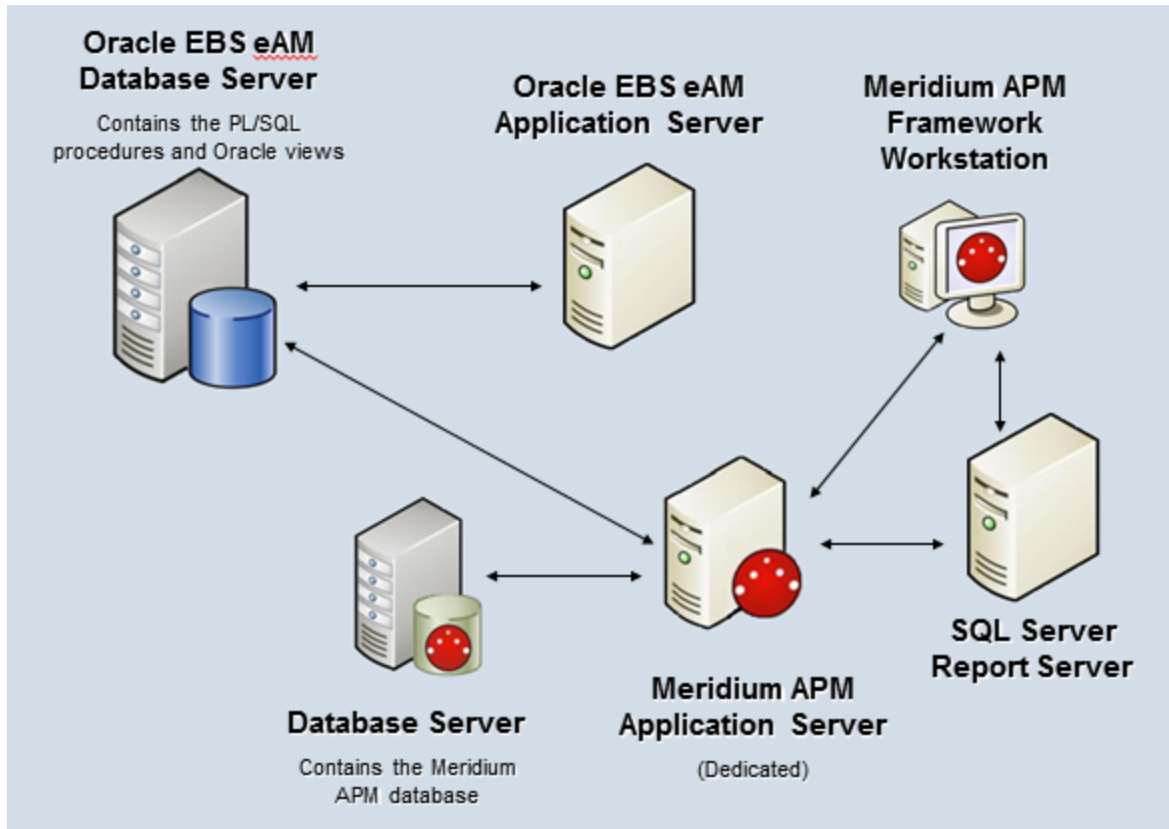 Oracle EBS eAM
Database Server
Contains the PL/SQL
procedures and Oracle views
Oracle EBS eAM
Application Server
Meridium APM
Framework
Workstation
SQL Server
Report Server
Meridium APM
Application Server
(Dedicated)
Database Server
Contains the Meridium
APM database